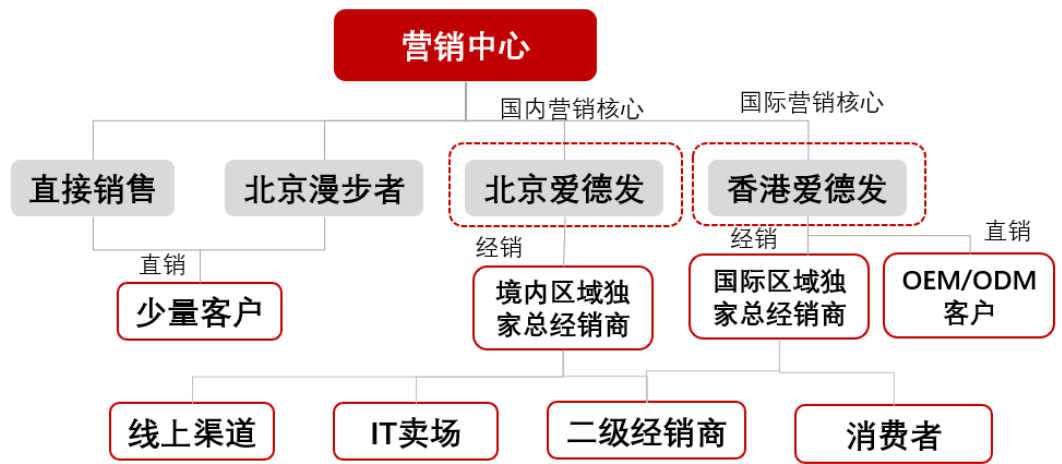 营销中心
国内营销核心
国际营销核心
直接销售
北京漫步者
北京爱德发
香港爱德发
直销
经销
经销
直销
少量客户
境内区域独
家总经销商
国际区域独
家总经销商
OEM/ODM
客户
线上渠道
IT卖场
二级经销商
消费者